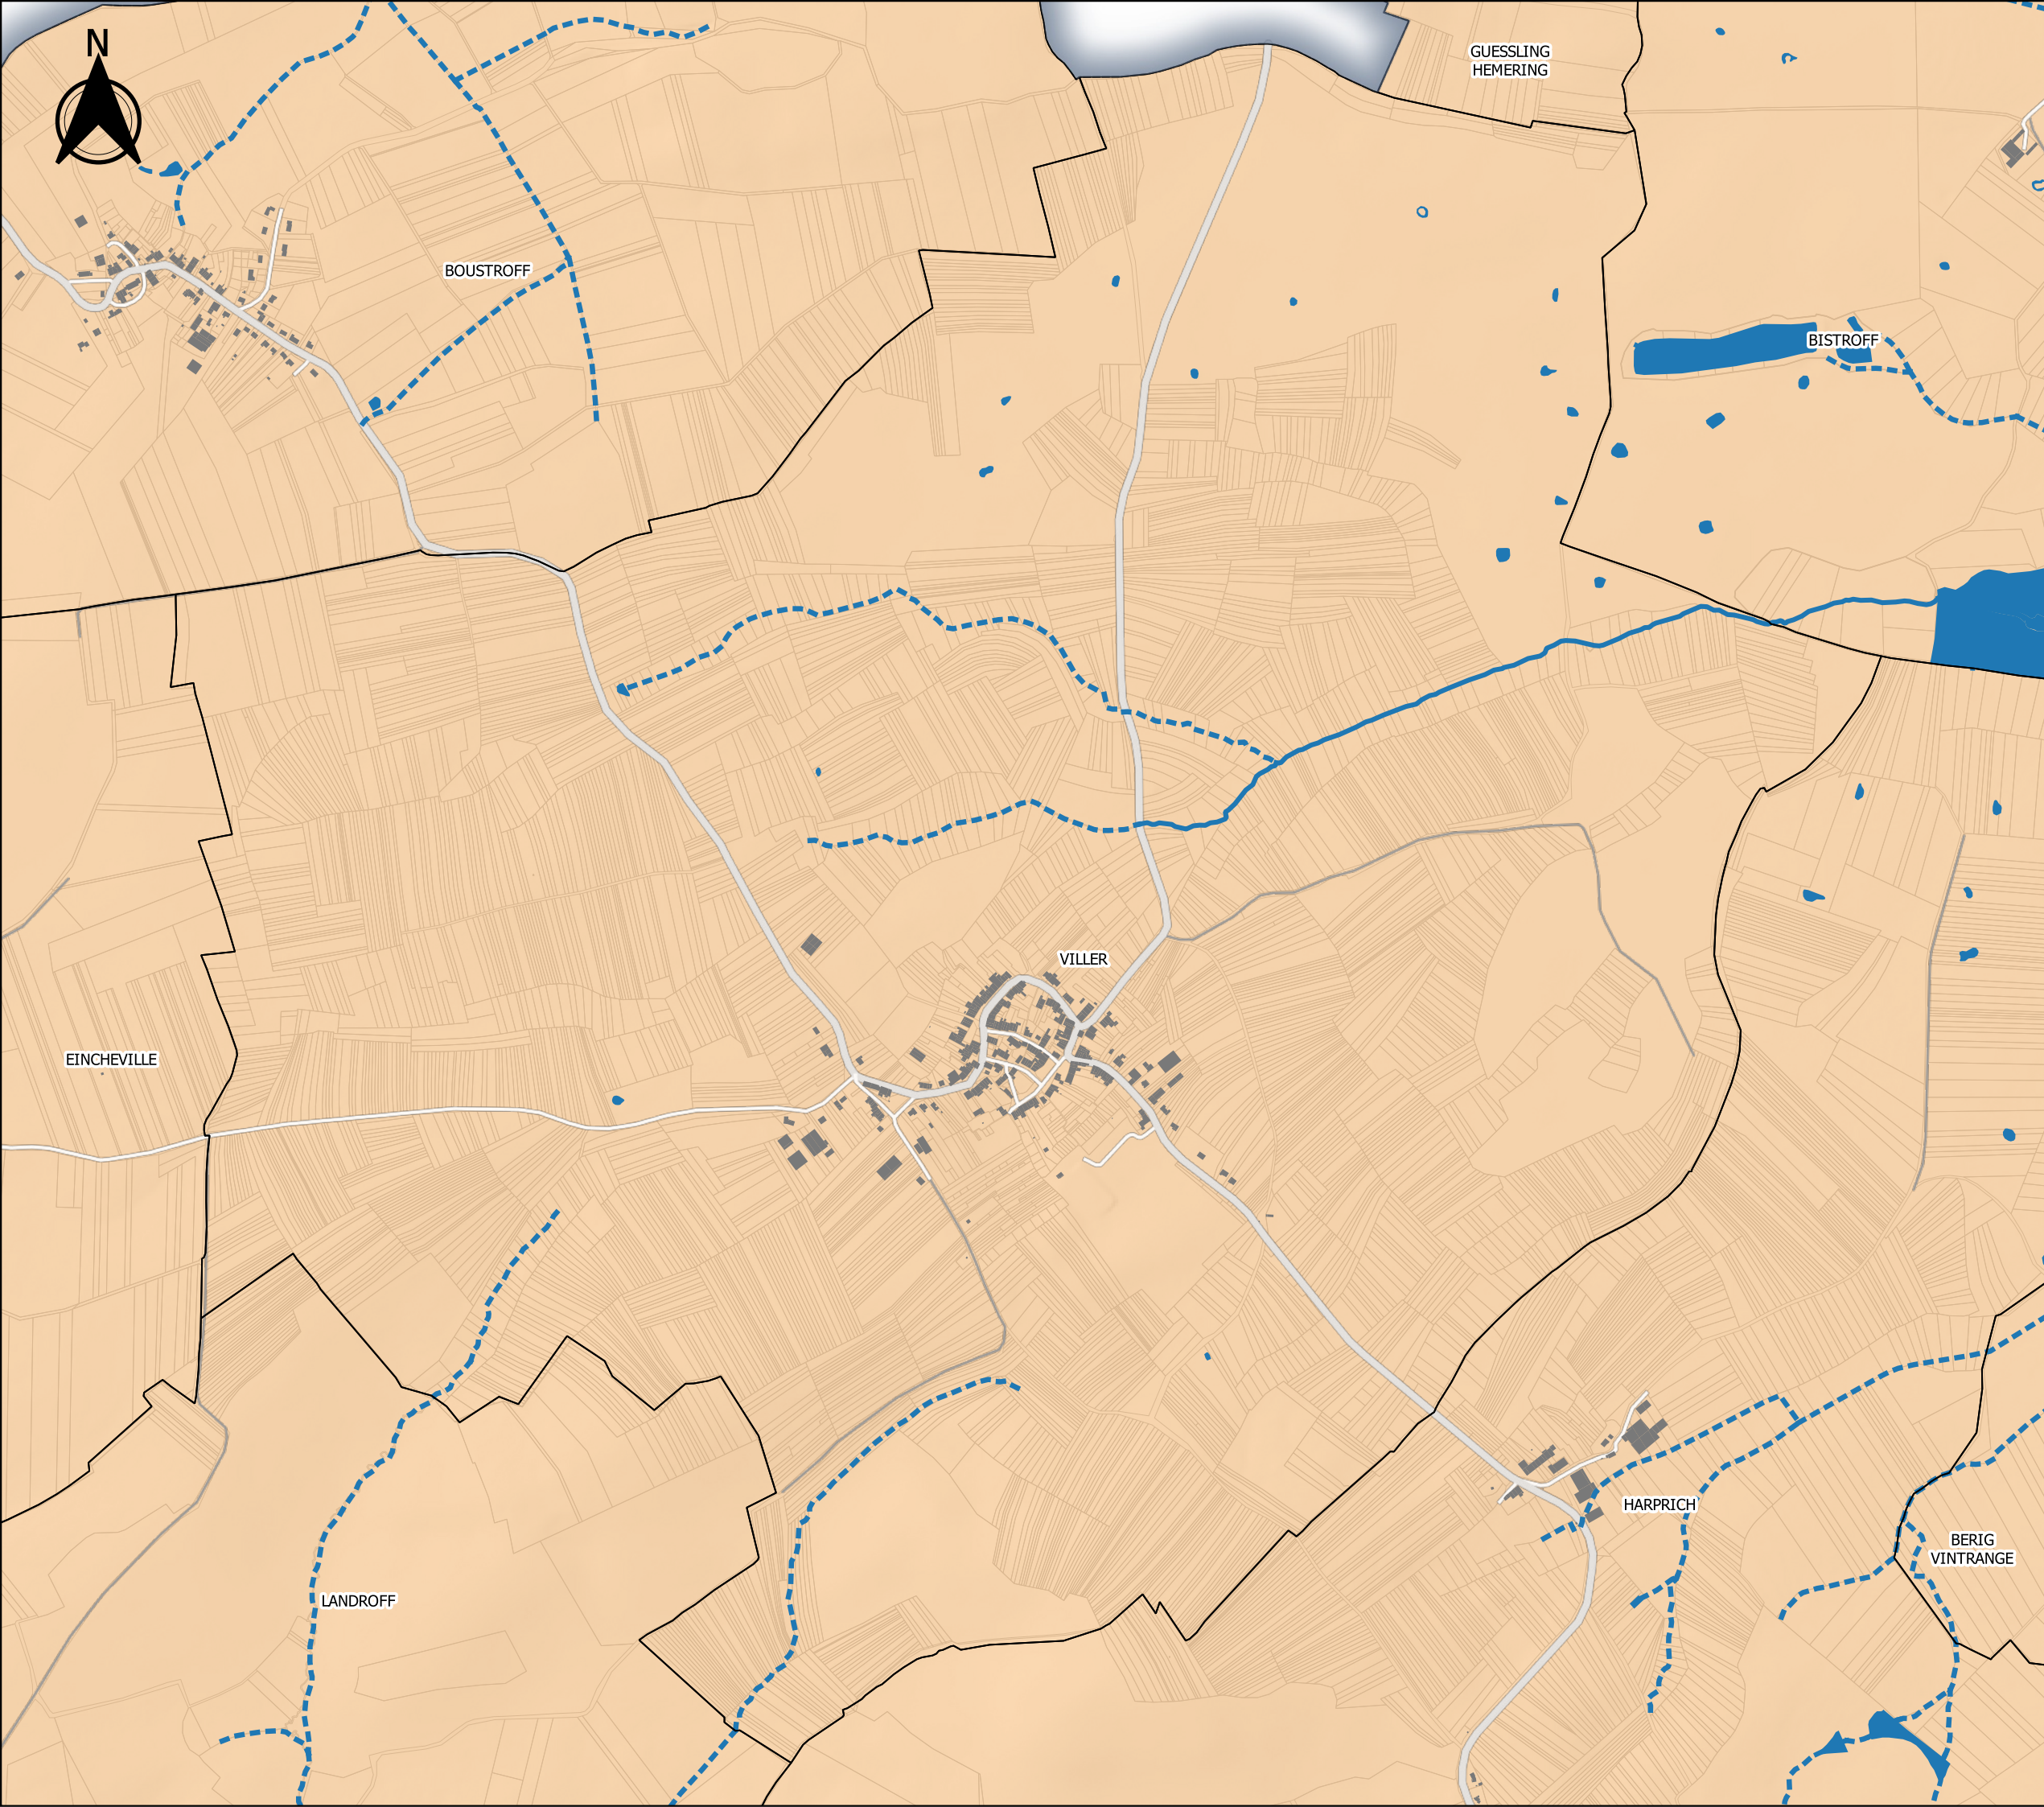 N
GUESSLING
HEMERING
BOUSTROFF
BISTROFF
VILLER
EINCHEVILLE
HARPRICH
BERIG
VINTRANGE
LANDROFF